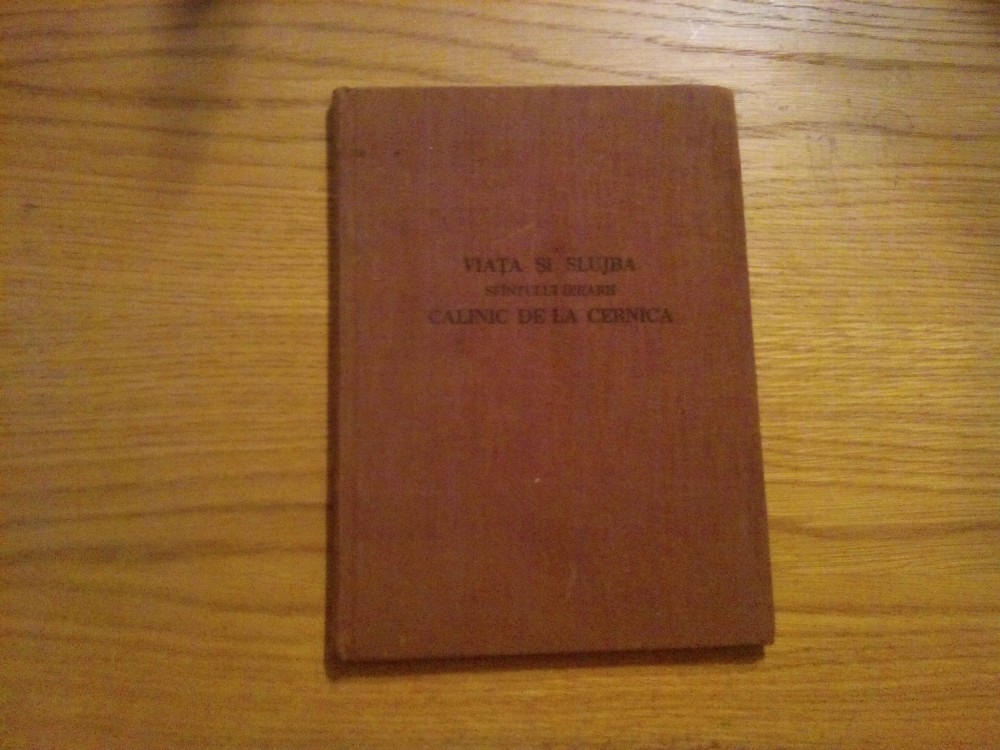 VIAȚA ȘI SLUJBA
SFÎNTULUI IERARH
CALINIC DE LA CERNICA